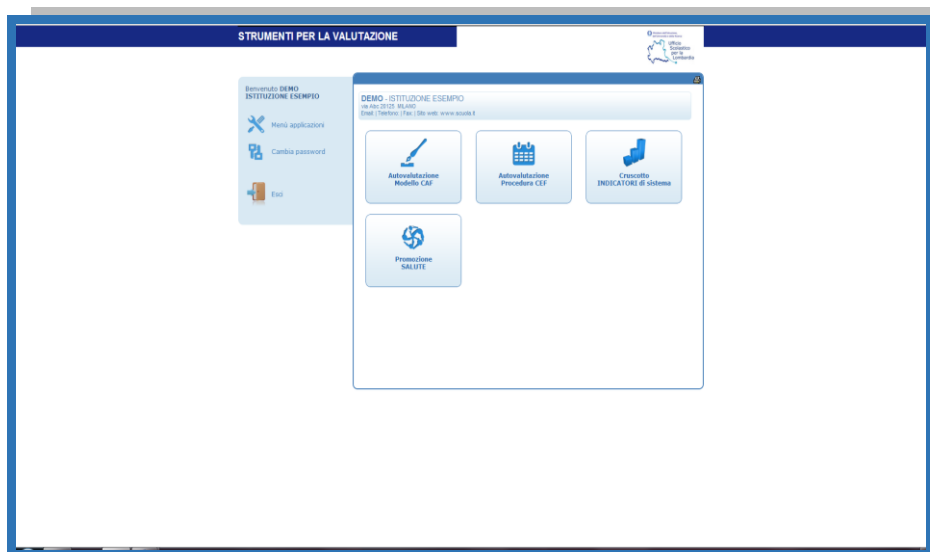 STRUMENTI PER LA VALUTAZIONE
Ufficio
Scolastico
per la
Lombardia
Benvenuto DEMO
ISTITUZIONE ESEMPIO
Menù applicazioni
Cambia password
Esci
DEMO - ISTITUZIONE ESEMPIO
via Abc 20125 MILANO
Email | Telefono | Fax | Sito web: www.scuola.it
Autovalutazione
Modello CAF
Autovalutazione
Procedura CEF
Cruscotto
INDICATORI di sistema
Promozione
SALUTE